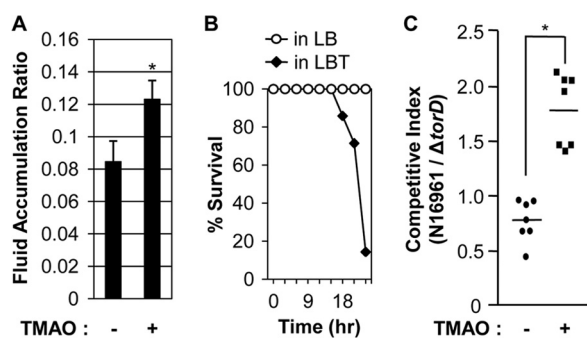 A
Fluid Accumulation Ratio
0.16
0.14
0.12
0.1
0.08
0.06
0.04
0.02
0
*
TMAO : - +
B
in LB
in LBT
% Survival
100
80
60
40
20
0
0 9 18
Time (hr)
C
Competitive Index
(N16961 / ΔtorD)
2.5
2.0
1.5
1.0
0.5
0
*
TMAO : - +